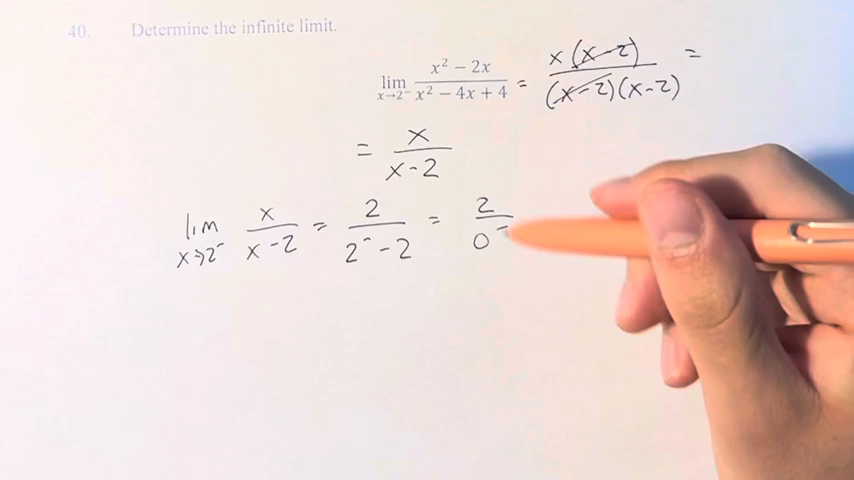 40. Determine the infinite limit.
lim x→2⁻ (x² − 2x)/(x² − 4x + 4) = x(x-2)/((x-2)(x-2)) =
= x/(x-2)
lim x→2⁻ x/(x-2) = 2/(2⁻-2) = 2/0⁻